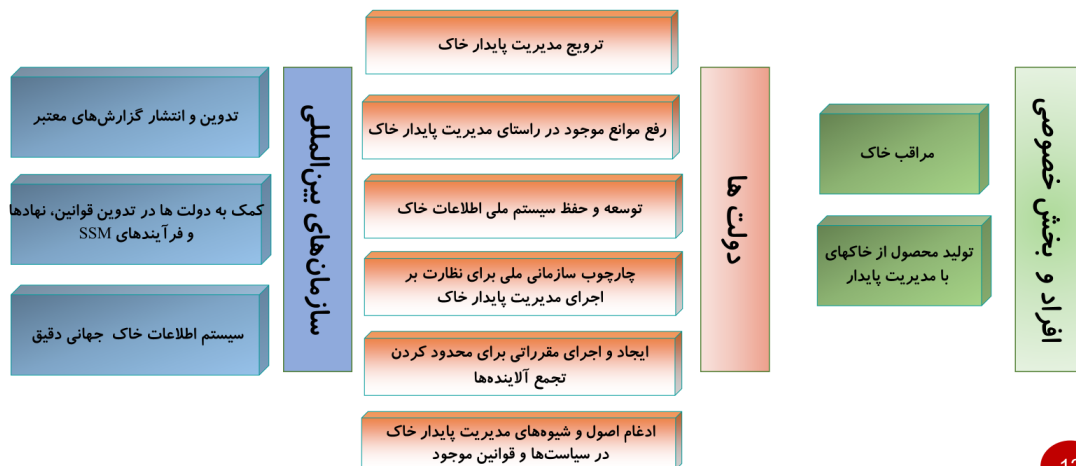 افراد و بخش خصوصی
مراقب خاک
تولید محصول از خاکهای
با مدیریت پایدار
دولت ها
ترویج مدیریت پایدار خاک
رفع موانع موجود در راستای مدیریت پایدار خاک
توسعه و حفظ سیستم ملی اطلاعات خاک
چارچوب سازمانی ملی برای نظارت بر
اجرای مدیریت پایدار خاک
ایجاد و اجرای مقرراتی برای محدود کردن
تجمع آلاینده‌ها
ادغام اصول و شیوه‌های مدیریت پایدار خاک
در سیاست‌ها و قوانین موجود
سازمان‌های بین‌المللی
تدوین و انتشار گزارش‌های معتبر
کمک به دولت ها در تدوین قوانین، نهادها
و فرآیندهای SSM
سیستم اطلاعات خاک جهانی دقیق